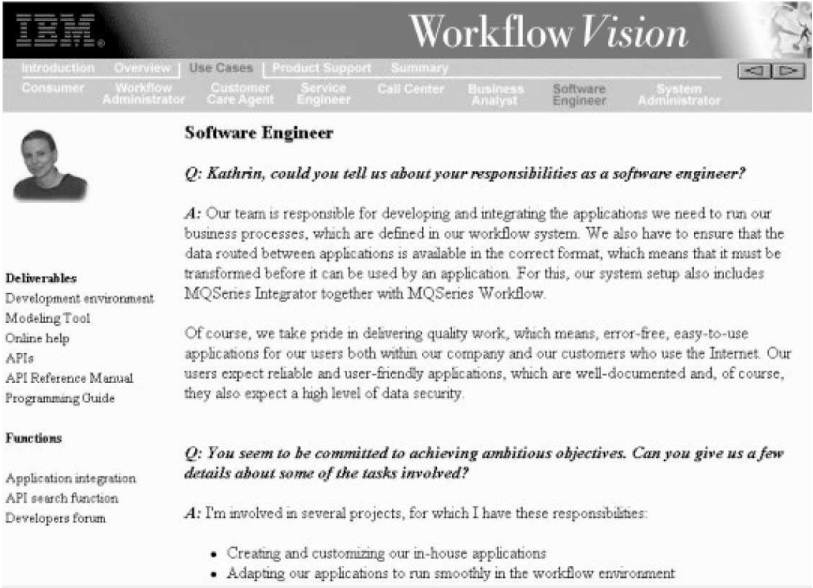 IBM.
Workflow Vision
Introduction Overview Use Cases Product Support Summary
Consumer Workflow Administrator Customer Care Agent Service Engineer Call Center Business Analyst Software Engineer System Administrator
Software Engineer
Q: Kathrin, could you tell us about your responsibilities as a software engineer?
A: Our team is responsible for developing and integrating the applications we need to run our
business processes, which are defined in our workflow system. We also have to ensure that the
data routed between applications is available in the correct format, which means that it must be
transformed before it can be used by an application. For this, our system setup also includes
MQSeries Integrator together with MQSeries Workflow.
Of course, we take pride in delivering quality work, which means, error-free, easy-to-use
applications for our users both within our company and our customers who use the Internet. Our
users expect reliable and user-friendly applications, which are well-documented and, of course,
they also expect a high level of data security.
Q: You seem to be committed to achieving ambitious objectives. Can you give us a few
details about some of the tasks involved?
A: I'm involved in several projects, for which I have these responsibilities:
• Creating and customizing our in-house applications
• Adapting our applications to run smoothly in the workflow environment
Deliverables
Development environment
Modeling Tool
Online help
APIs
API Reference Manual
Programming Guide
Functions
Application integration
API search function
Developers forum